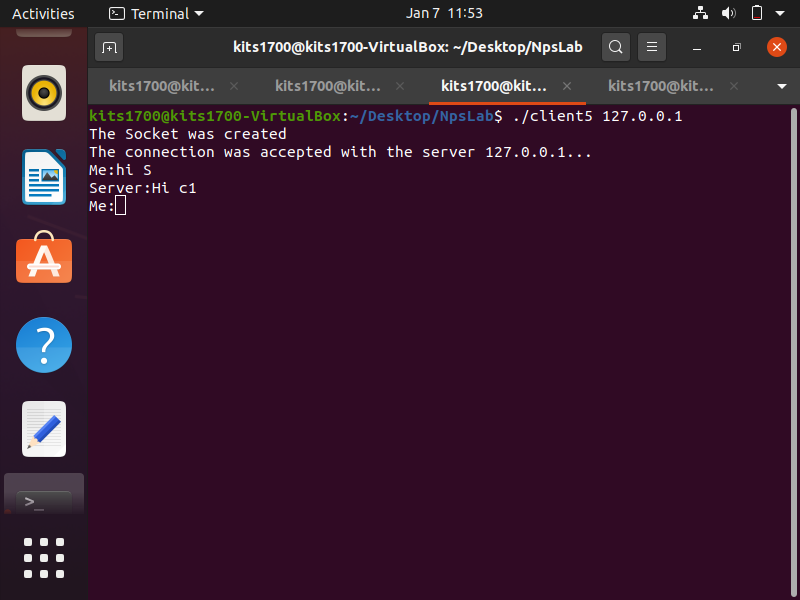 Activities Terminal Jan 7 11:53
kits1700@kits1700-VirtualBox: ~/Desktop/NpsLab
kits1700@kit... kits1700@kit... kits1700@kit... kits1700@kit...
kits1700@kits1700-VirtualBox:~/Desktop/NpsLab$ ./client5 127.0.0.1
The Socket was created
The connection was accepted with the server 127.0.0.1...
Me:hi S
Server:Hi c1
Me: